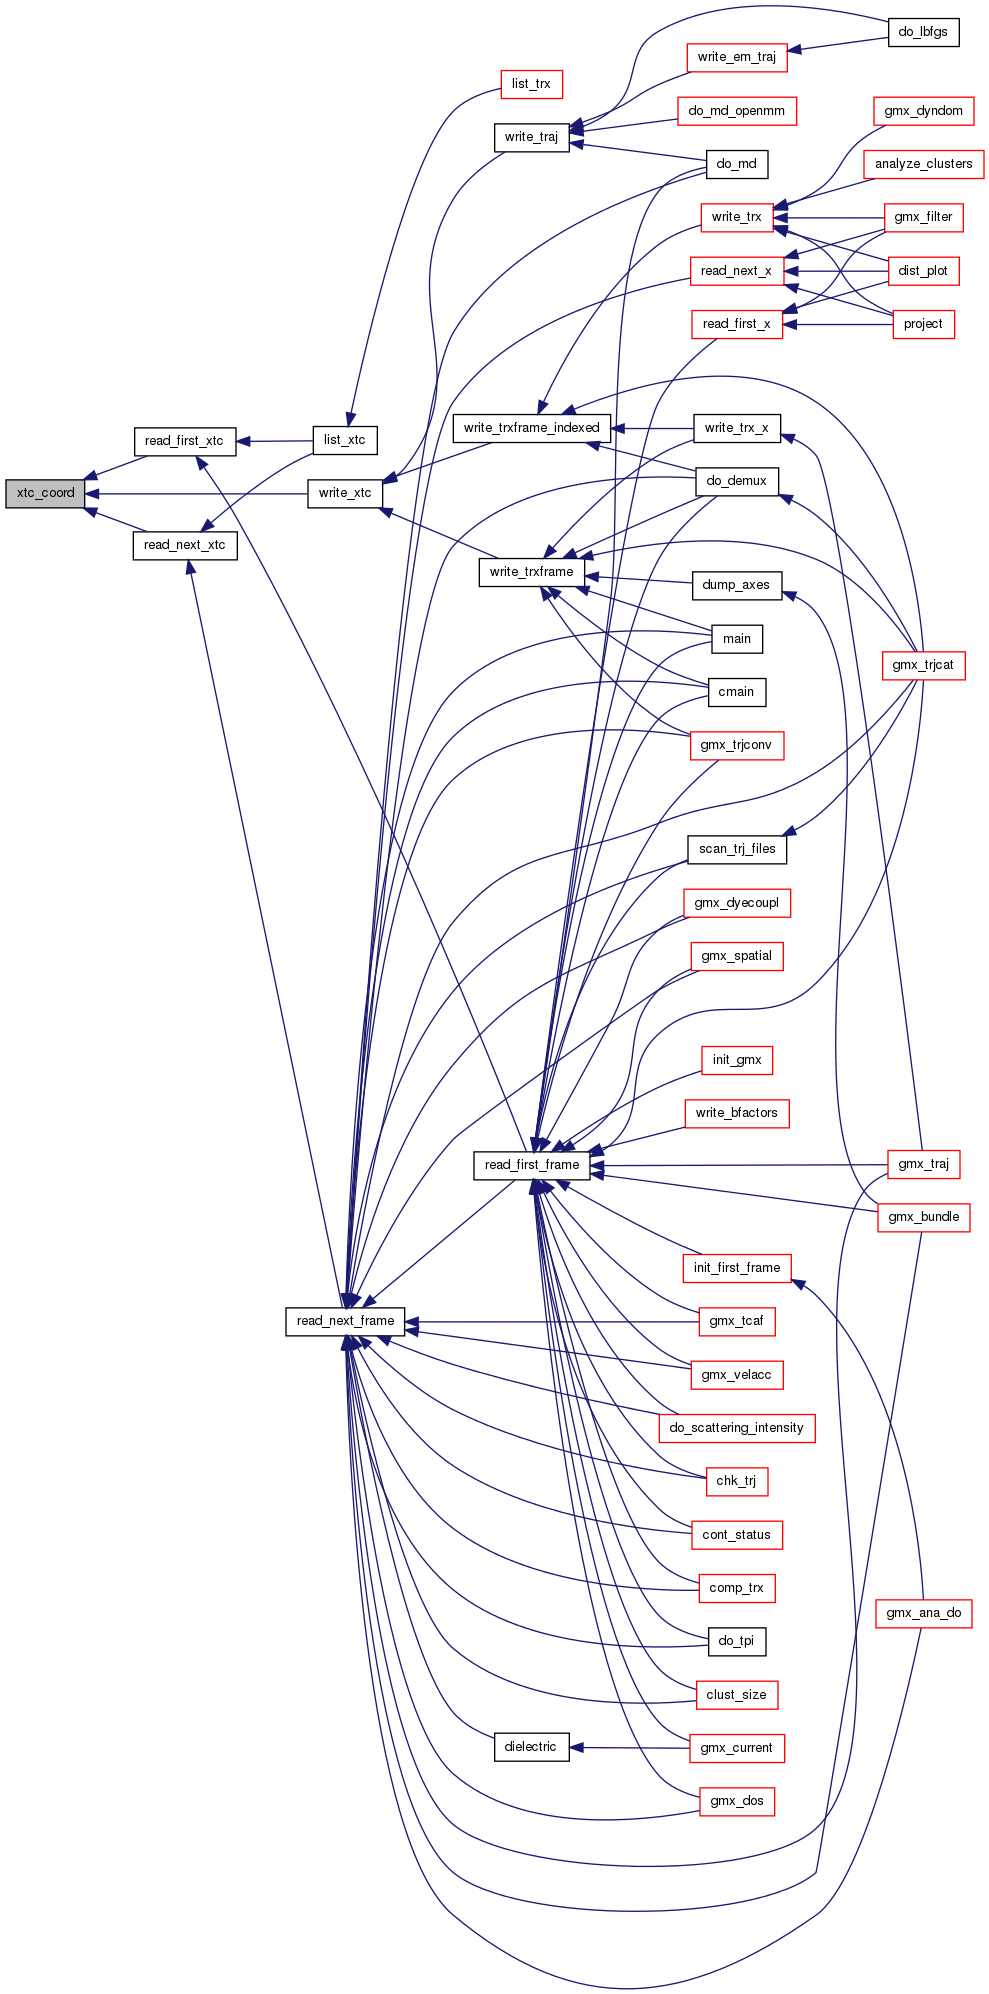 do_lbfgs
write_em_traj
list_trx
do_md_openmm
gmx_dyndom
write_traj
do_md
analyze_clusters
write_trx
gmx_filter
read_next_x
dist_plot
read_first_x
project
read_first_xtc
list_xtc
write_trxframe_indexed
write_trx_x
xtc_coord
write_xtc
do_demux
read_next_xtc
write_trxframe
dump_axes
main
gmx_trjcat
cmain
gmx_trjconv
scan_trj_files
gmx_dyecoupl
gmx_spatial
init_gmx
write_bfactors
read_first_frame
gmx_traj
gmx_bundle
init_first_frame
read_next_frame
gmx_tcaf
gmx_velacc
do_scattering_intensity
chk_trj
cont_status
comp_trx
gmx_ana_do
do_tpi
clust_size
dielectric
gmx_current
gmx_dos